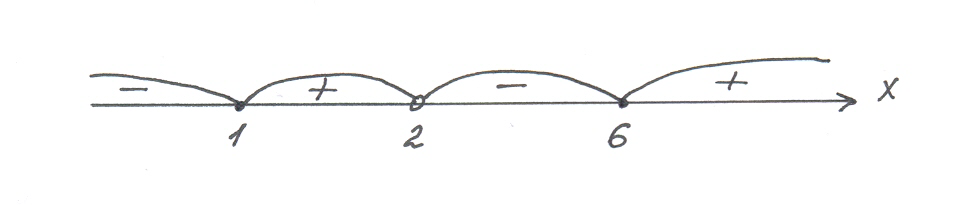 - + - + x
1 2 6